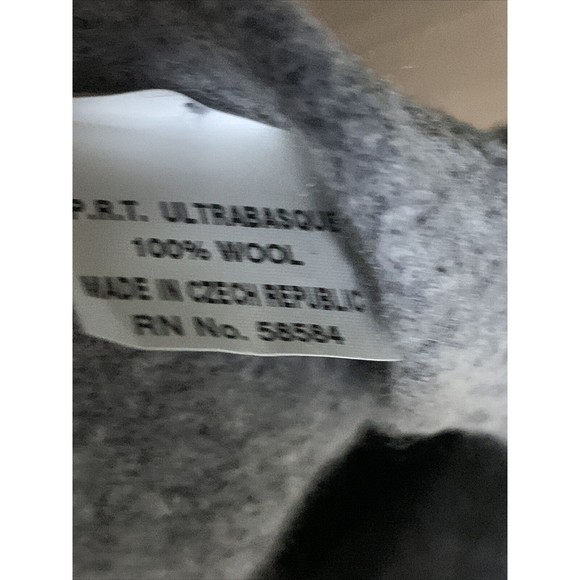 P.R.T. ULTRABASQUE
100% WOOL
MADE IN CZECH REPUBLIC
RN No. 58584